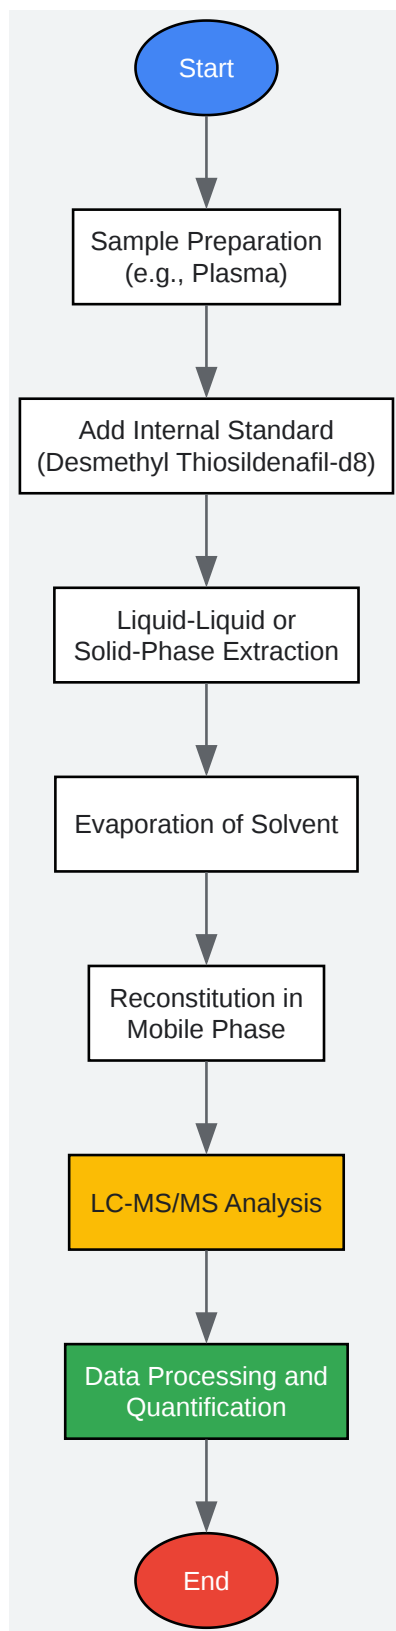 Start
Sample Preparation
(e.g., Plasma)
Add Internal Standard
(Desmethyl Thiosildenafil-d8)
Liquid-Liquid or
Solid-Phase Extraction
Evaporation of Solvent
Reconstitution in
Mobile Phase
LC-MS/MS Analysis
Data Processing and
Quantification
End